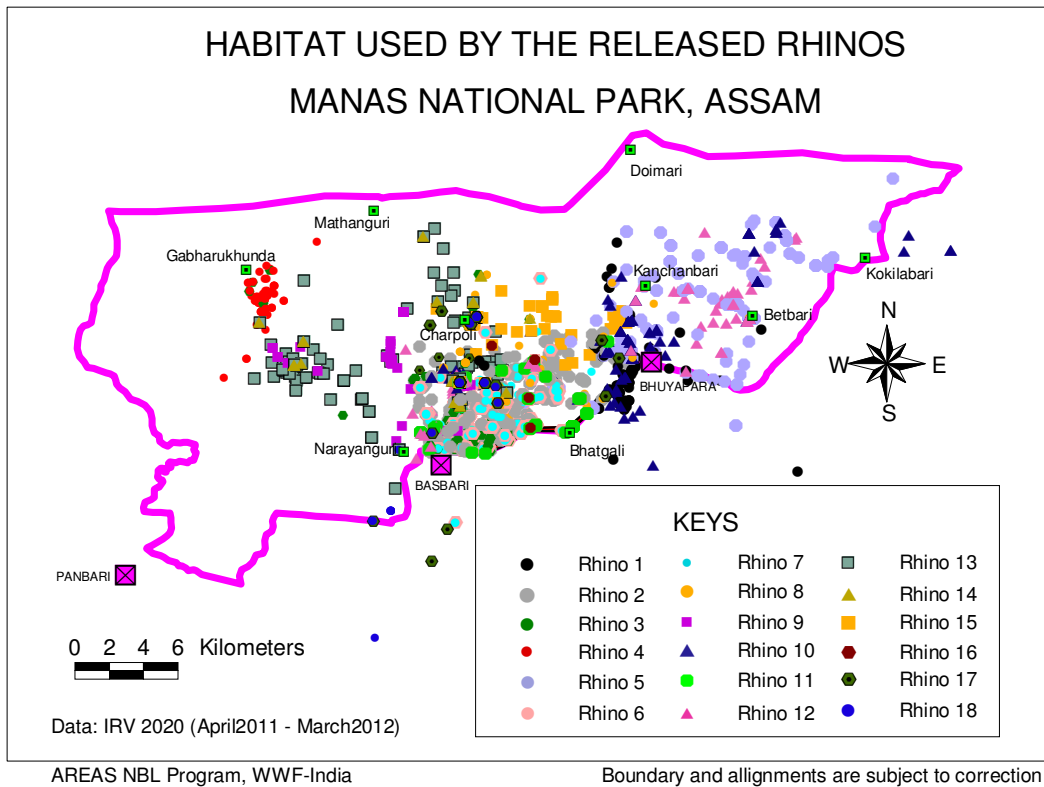 HABITAT USED BY THE RELEASED RHINOS
MANAS NATIONAL PARK, ASSAM
Doimari
Mathanguri
Gabharukhunda
Kokilabari
Kanchanbari
Betbari
Charpoli
N
W
E
S
BHUYAPARA
Narayanguri
Bhatgali
BASBARI
PANBARI
KEYS
Rhino 1
Rhino 2
Rhino 3
Rhino 4
Rhino 5
Rhino 6
Rhino 7
Rhino 8
Rhino 9
Rhino 10
Rhino 11
Rhino 12
Rhino 13
Rhino 14
Rhino 15
Rhino 16
Rhino 17
Rhino 18
0 2 4 6 Kilometers
Data: IRV 2020 (April2011 - March2012)
AREAS NBL Program, WWF-India
Boundary and allignments are subject to correction